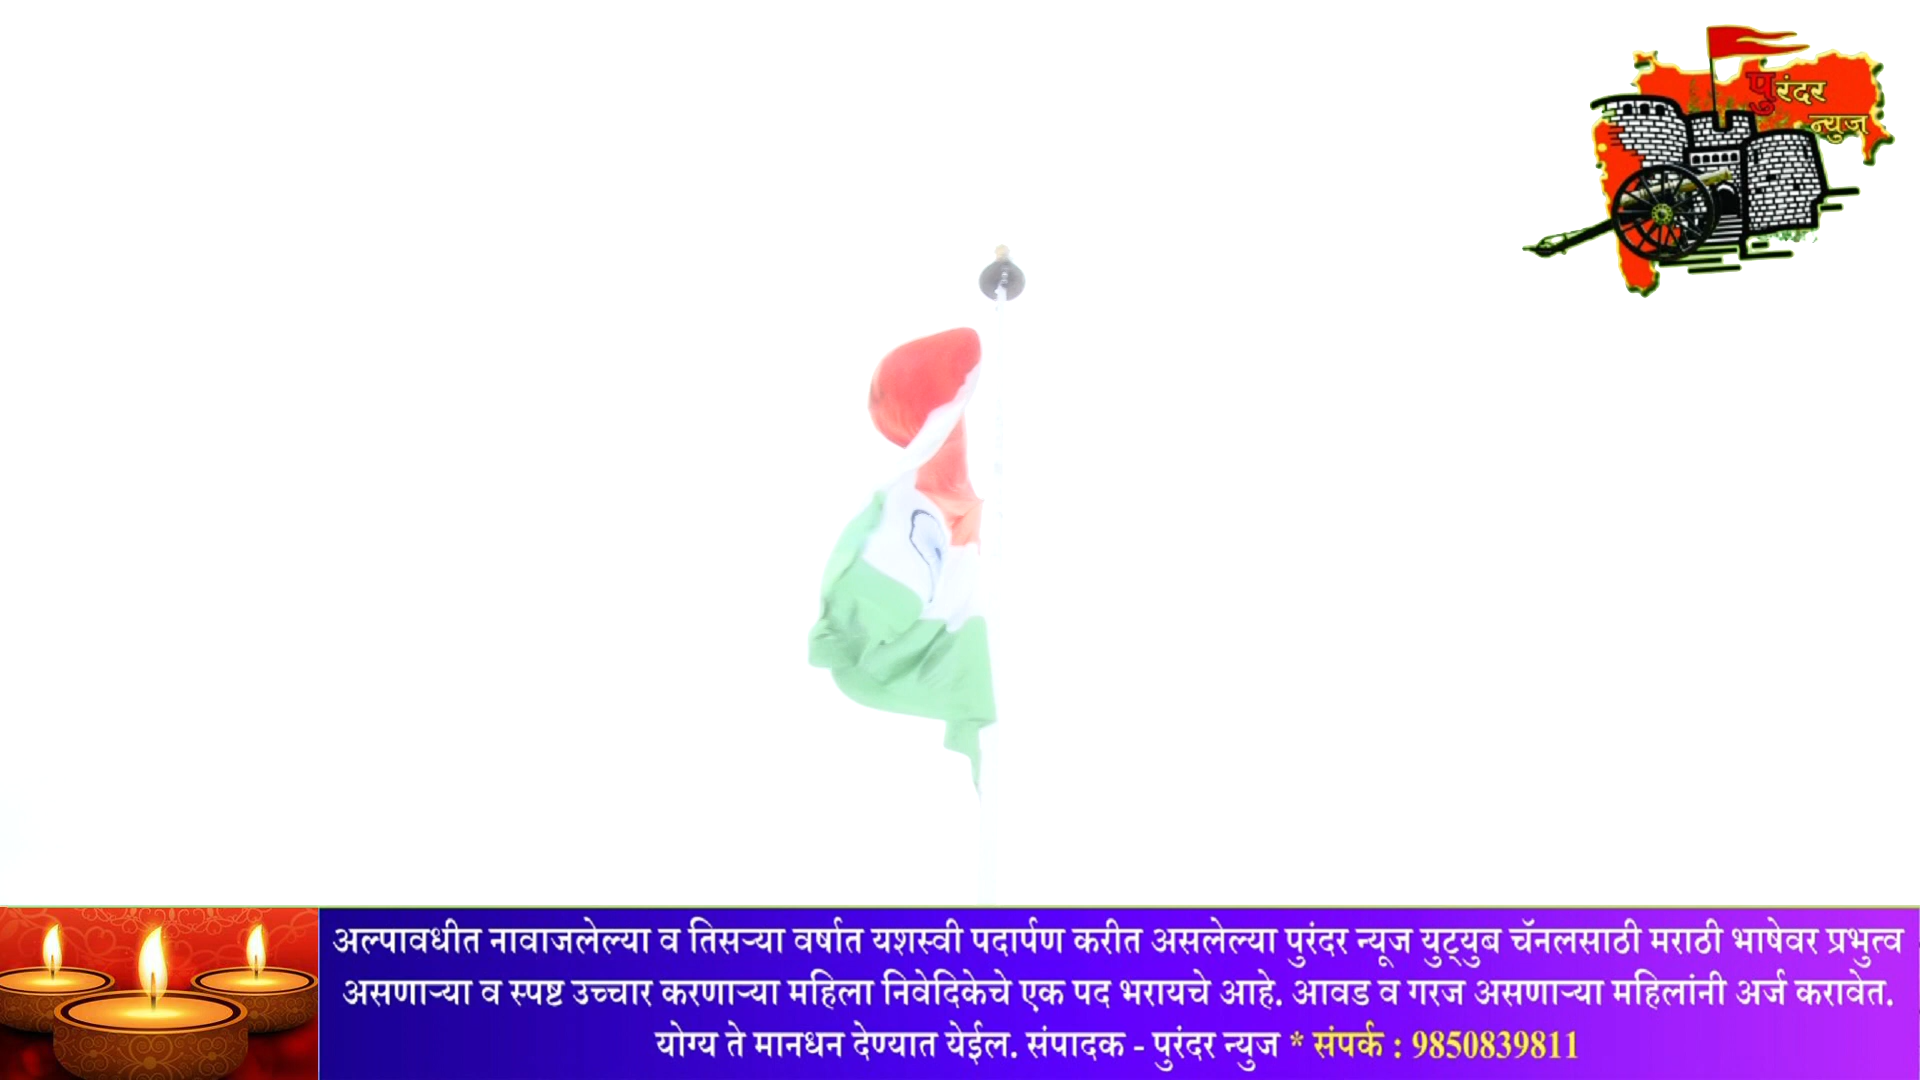 पुरंदर
न्युज
अल्पावधीत नावाजलेल्या व तिसऱ्या वर्षात यशस्वी पदार्पण करीत असलेल्या पुरंदर न्यूज युट्युब चॅनलसाठी मराठी भाषेवर प्रभुत्व
असणाऱ्या व स्पष्ट उच्चार करणाऱ्या महिला निवेदिकेचे एक पद भरायचे आहे. आवड व गरज असणाऱ्या महिलांनी अर्ज करावेत.
योग्य ते मानधन देण्यात येईल. संपादक - पुरंदर न्युज * संपर्क : 9850839811